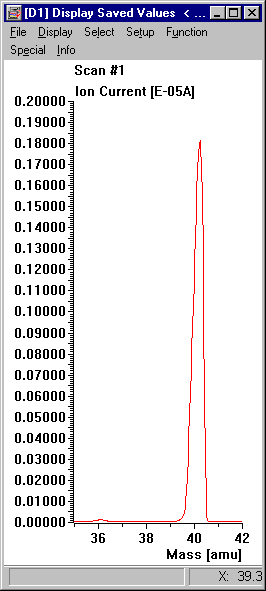 [D1] Display Saved Values < ...
File Display Select Setup Function
Special Info
Scan #1
Ion Current [E-05A]
0.20000
0.19000
0.18000
0.17000
0.16000
0.15000
0.14000
0.13000
0.12000
0.11000
0.10000
0.09000
0.08000
0.07000
0.06000
0.05000
0.04000
0.03000
0.02000
0.01000
0.00000
36 38 40 42
Mass [amu]
X: 39.3